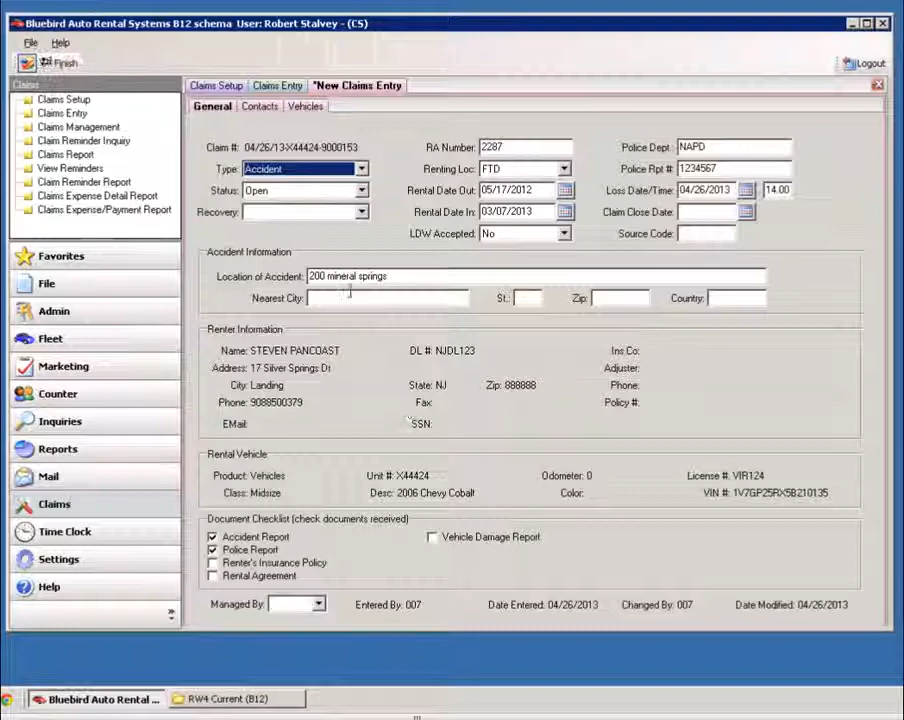 Bluebird Auto Rental Systems B12 schema User: Robert Stalvey - (CS)
File Help
Finish Logout
Claims
Claims Setup
Claims Entry
Claims Management
Claim Reminder Inquiry
Claims Report
View Reminders
Claim Reminder Report
Claims Expense Detail Report
Claims Expense/Payment Report
Favorites
File
Admin
Fleet
Marketing
Counter
Inquiries
Reports
Mail
Claims
Time Clock
Settings
Help
»
Claims Setup Claims Entry *New Claims Entry
General Contacts Vehicles
Claim #: 04/26/13-X44424-9000153 RA Number: 2287 Police Dept.: NAPD
Type: Accident Renting Loc: FTD Police Rpt #: 1234567
Status: Open Rental Date Out: 05/17/2012 Loss Date/Time: 04/26/2013 14.00
Recovery: Rental Date In: 03/07/2013 Claim Close Date:
LDW Accepted: No Source Code:
Accident Information
Location of Accident: 200 mineral springs
Nearest City: St.: Zip: Country:
Renter Information
Name: STEVEN PANCOAST DL #: NJDL123 Ins Co:
Address: 17 Silver Springs Dr. Adjuster:
City: Landing State: NJ Zip: 888888 Phone:
Phone: 9088500379 Fax: Policy #:
EMail: SSN:
Rental Vehicle
Product: Vehicles Unit #: X44424 Odometer: 0 License #: VIR124
Class: Midsize Desc: 2006 Chevy Cobalt Color: VIN #: 1V7GP25RX5B210135
Document Checklist (check documents received)
Accident Report Vehicle Damage Report
Police Report
Renter's Insurance Policy
Rental Agreement
Managed By: Entered By: 007 Date Entered: 04/26/2013 Changed By: 007 Date Modified: 04/26/2013
Bluebird Auto Rental ... RW4 Current (B12)